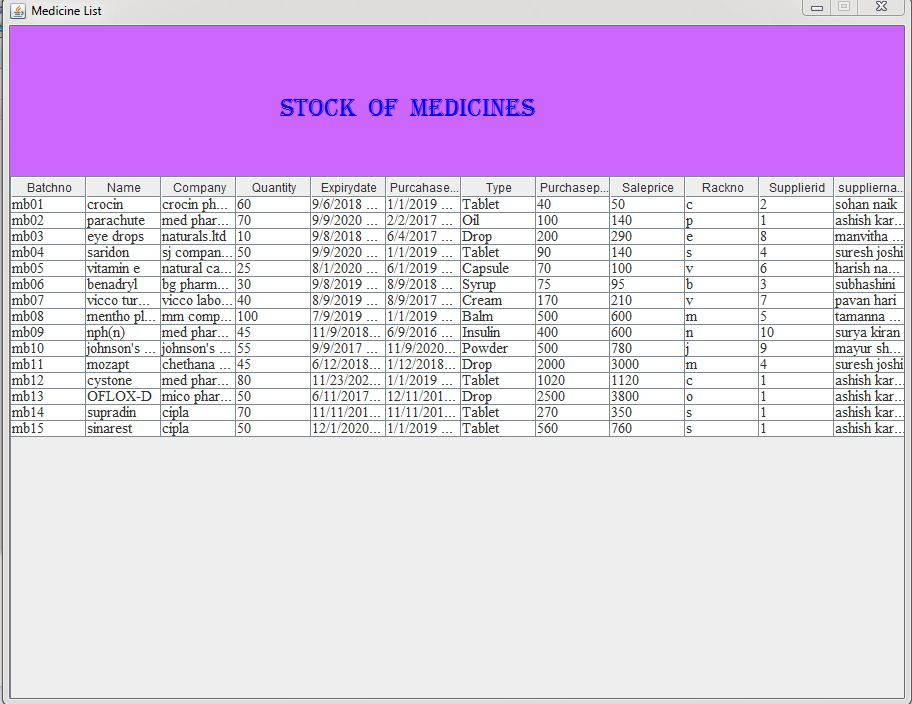 Medicine List
STOCK OF MEDICINES
Batchno Name Company Quantity Expirydate Purcahase... Type Purchasep... Saleprice Rackno Supplierid supplierna...
mb01 crocin crocin ph... 60 9/6/2018 ... 1/1/2019 ... Tablet 40 50 c 2 sohan naik
mb02 parachute med phar... 70 9/9/2020 ... 2/2/2017 ... Oil 100 140 p 1 ashish kar...
mb03 eye drops naturals.ltd 10 9/8/2018 ... 6/4/2017 ... Drop 200 290 e 8 manvitha ...
mb04 saridon sj compan... 50 9/9/2020 ... 1/1/2019 ... Tablet 90 140 s 4 suresh joshi
mb05 vitamin e natural ca... 25 8/1/2020 ... 6/1/2019 ... Capsule 70 100 v 6 harish na...
mb06 benadryl bg pharm... 30 9/8/2019 ... 8/9/2018 ... Syrup 75 95 b 3 subhashini
mb07 vicco tur... vicco labo... 40 8/9/2019 ... 8/9/2017 ... Cream 170 210 v 7 pavan hari
mb08 mentho pl... mm comp... 100 7/9/2019 ... 1/1/2019 ... Balm 500 600 m 5 tamanna ...
mb09 nph(n) med phar... 45 11/9/2018... 6/9/2016 ... Insulin 400 600 n 10 surya kiran
mb10 johnson's ... johnson's ... 55 9/9/2017 ... 11/9/2020... Powder 500 780 j 9 mayur sh...
mb11 mozapt chethana ... 45 6/12/2018... 1/12/2018... Drop 2000 3000 m 4 suresh joshi
mb12 cystone med phar... 80 11/23/202... 1/1/2019 ... Tablet 1020 1120 c 1 ashish kar...
mb13 OFLOX-D mico phar... 50 6/11/2017... 12/11/201... Drop 2500 3800 o 1 ashish kar...
mb14 supradin cipla 70 11/11/201... 11/11/201... Tablet 270 350 s 1 ashish kar...
mb15 sinarest cipla 50 12/1/2020... 1/1/2019 ... Tablet 560 760 s 1 ashish kar...